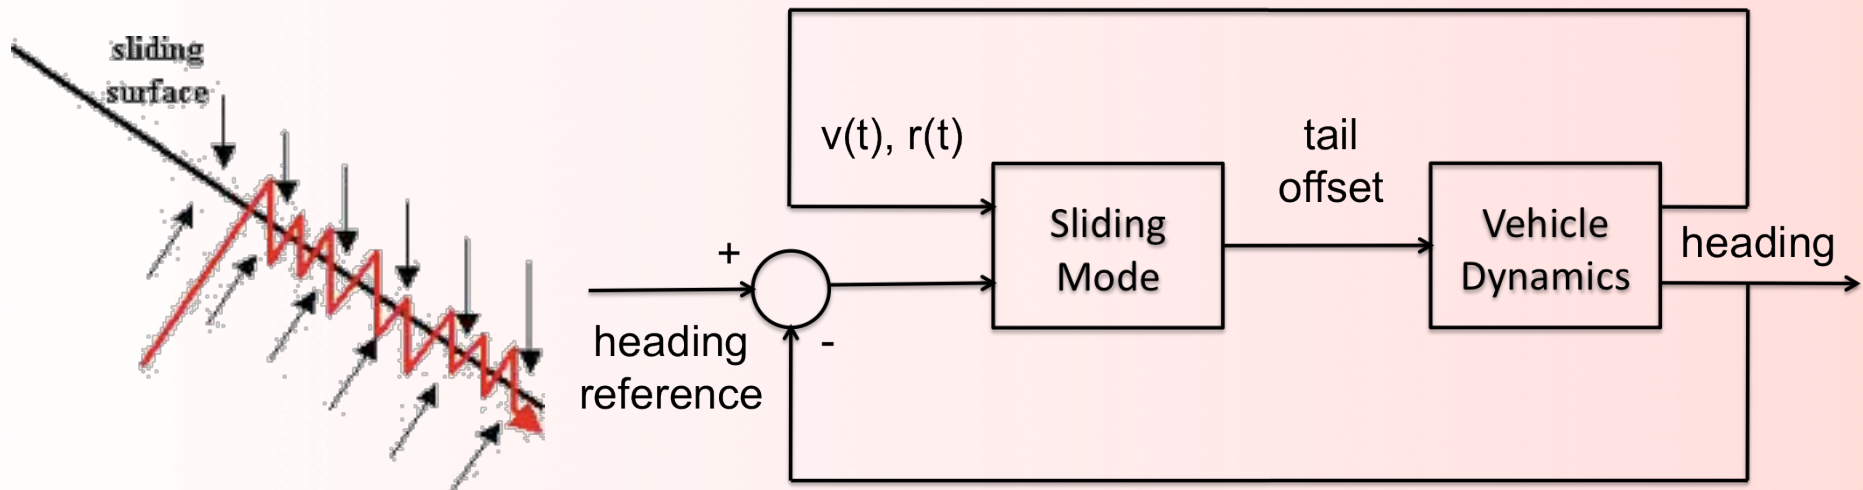 sliding
surface
v(t), r(t)
tail
offset
Sliding
Mode
Vehicle
Dynamics
heading
+
-
heading
reference